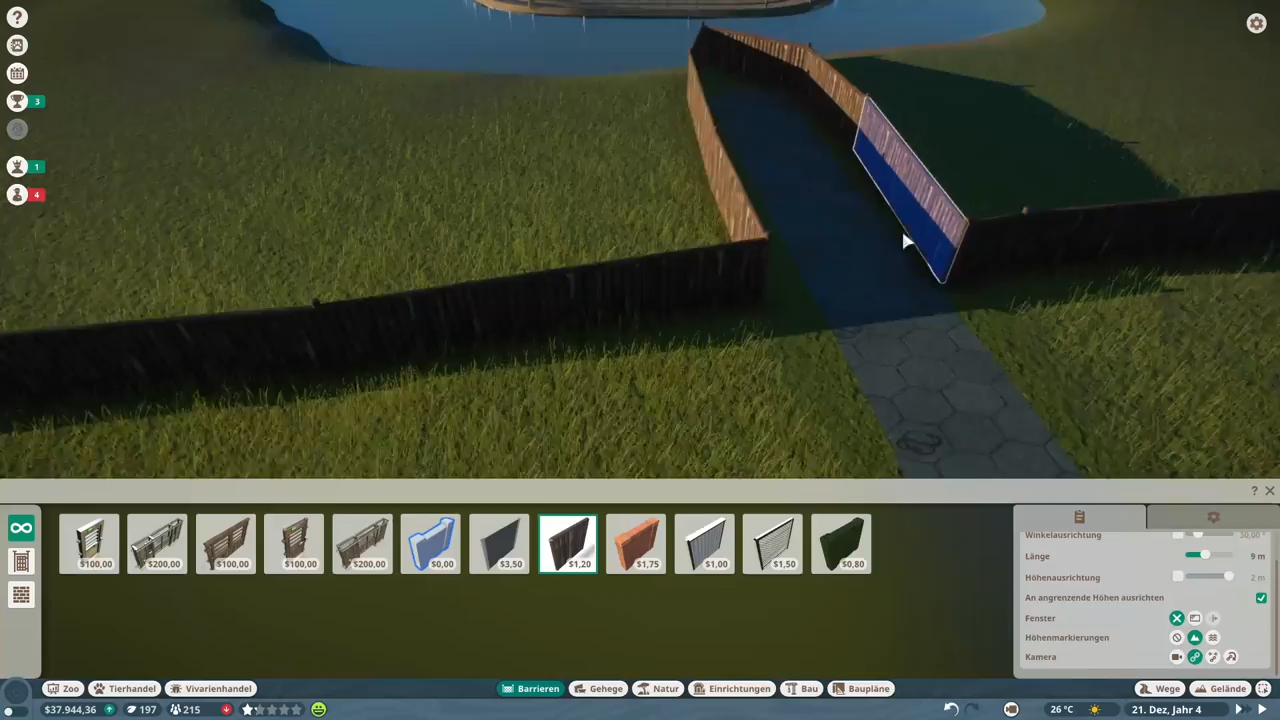 ?
3
1
4
? ×
$100,00 $200,00 $100,00 $100,00 $200,00 $0,00 $3,50 $1,20 $1,75 $1,00 $1,50 $0,80
Winkelausrichtung 30,00 °
Länge 9 m
Höhenausrichtung 2 m
An angrenzende Höhen ausrichten
Fenster
Höhenmarkierungen
Kamera
Zoo Tierhandel Vivarienhandel Barrieren Gehege Natur Einrichtungen Bau Baupläne Wege Gelände
$37.944,36 197 215 26 °C 21. Dez, Jahr 4